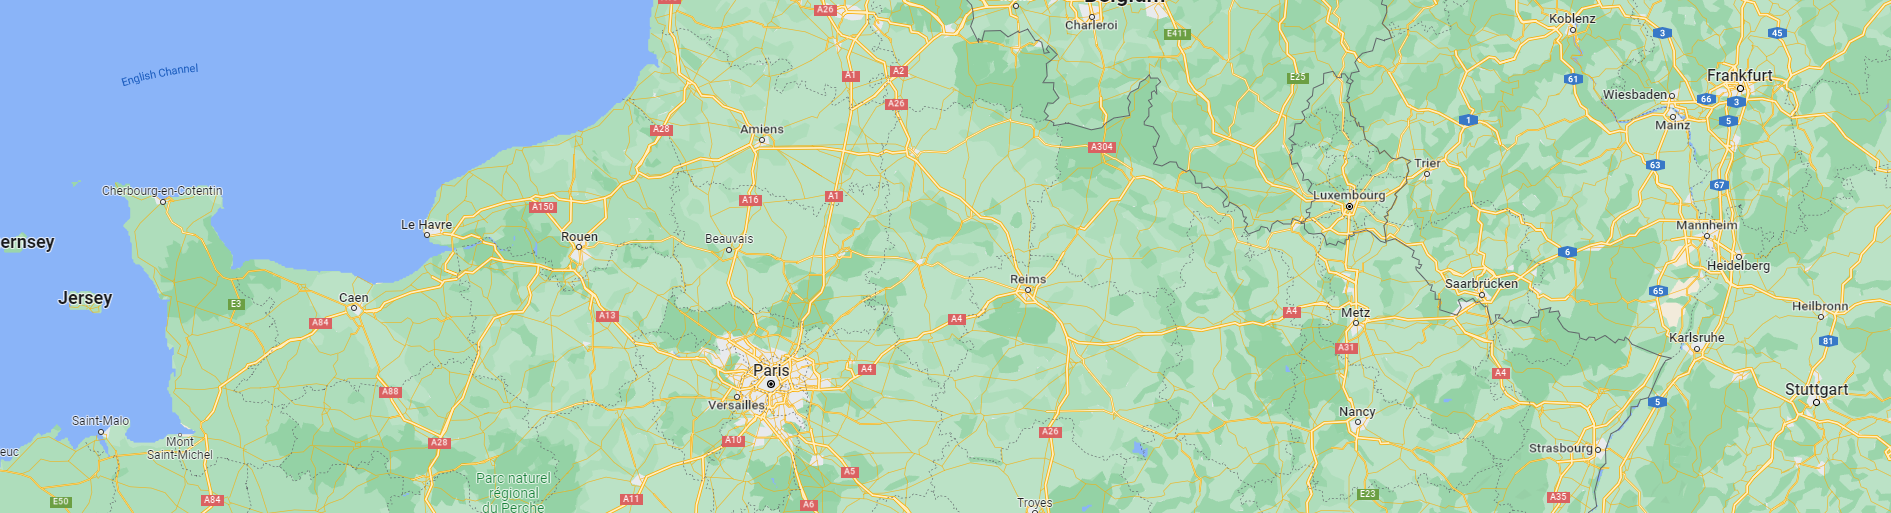 A26
Belgium
Charleroi
E411
Koblenz
3
45
English Channel
A1
A2
E25
61
Frankfurt
Wiesbaden
66
3
A26
A28
Amiens
1
5
Mainz
A304
Trier
63
67
Cherbourg-en-Cotentin
A150
A16
A1
Luxembourg
Le Havre
Rouen
Beauvais
Mannheim
ernsey
6
Heidelberg
Jersey
E3
Caen
Reims
Saarbrücken
65
Heilbronn
A84
A13
A4
A4
Metz
Karlsruhe
A31
81
Paris
A4
A4
A88
Versailles
Stuttgart
5
Saint-Malo
Nancy
Mont
Saint-Michel
A28
A10
A26
Strasbourg
euc
A5
Parc naturel
régional
du Perche
E50
A84
A11
A6
Troyes
E23
A35